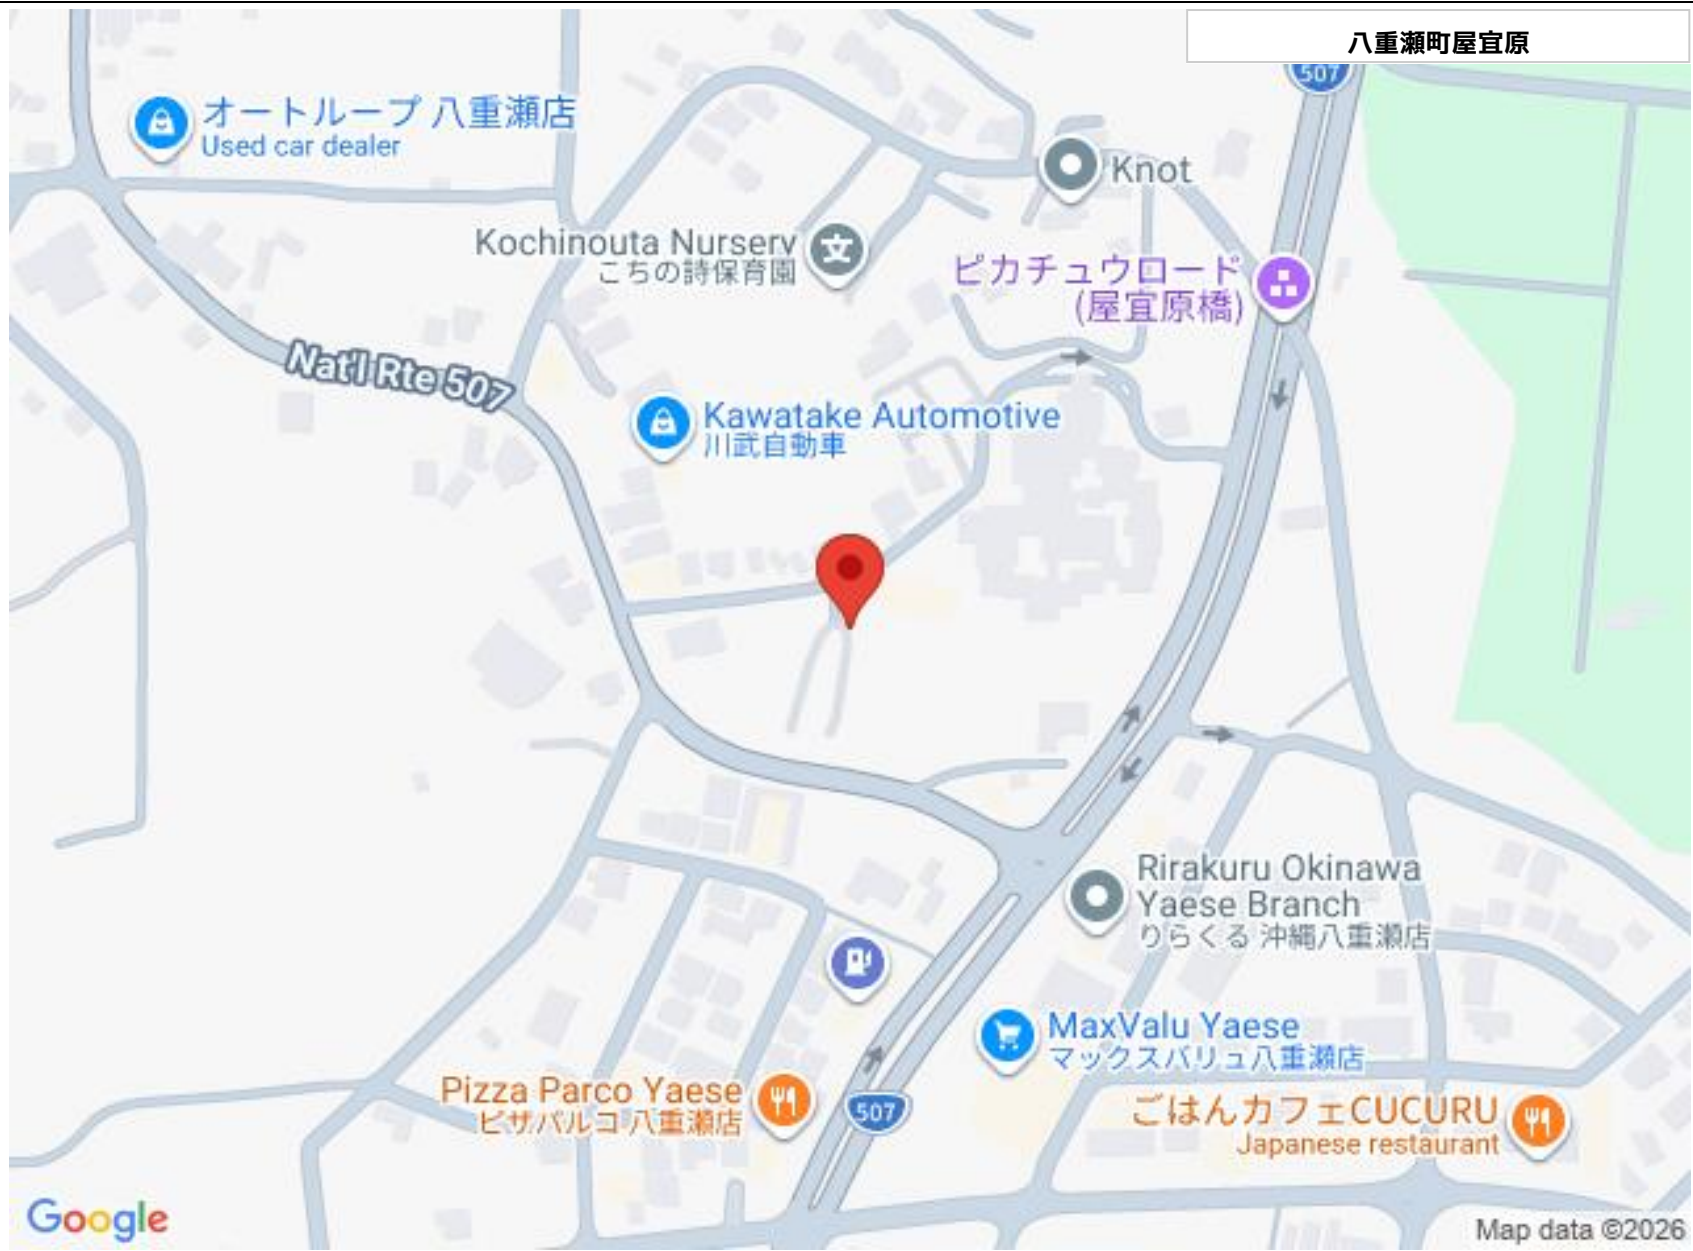 八重瀬町屋宜原
507
オートループ 八重瀬店
Used car dealer
Knot
Kochinouta Nursery
こちの詩保育園
文
ピカチュウロード
(屋宜原橋)
Nat'l Rte 507
Kawatake Automotive
川武自動車
Rirakuru Okinawa
Yaese Branch
りらくる 沖縄八重瀬店
MaxValu Yaese
マックスバリュ八重瀬店
Pizza Parco Yaese
ピザパルコ 八重瀬店
507
ごはんカフェCUCURU
Japanese restaurant
Google
Map data ©2026